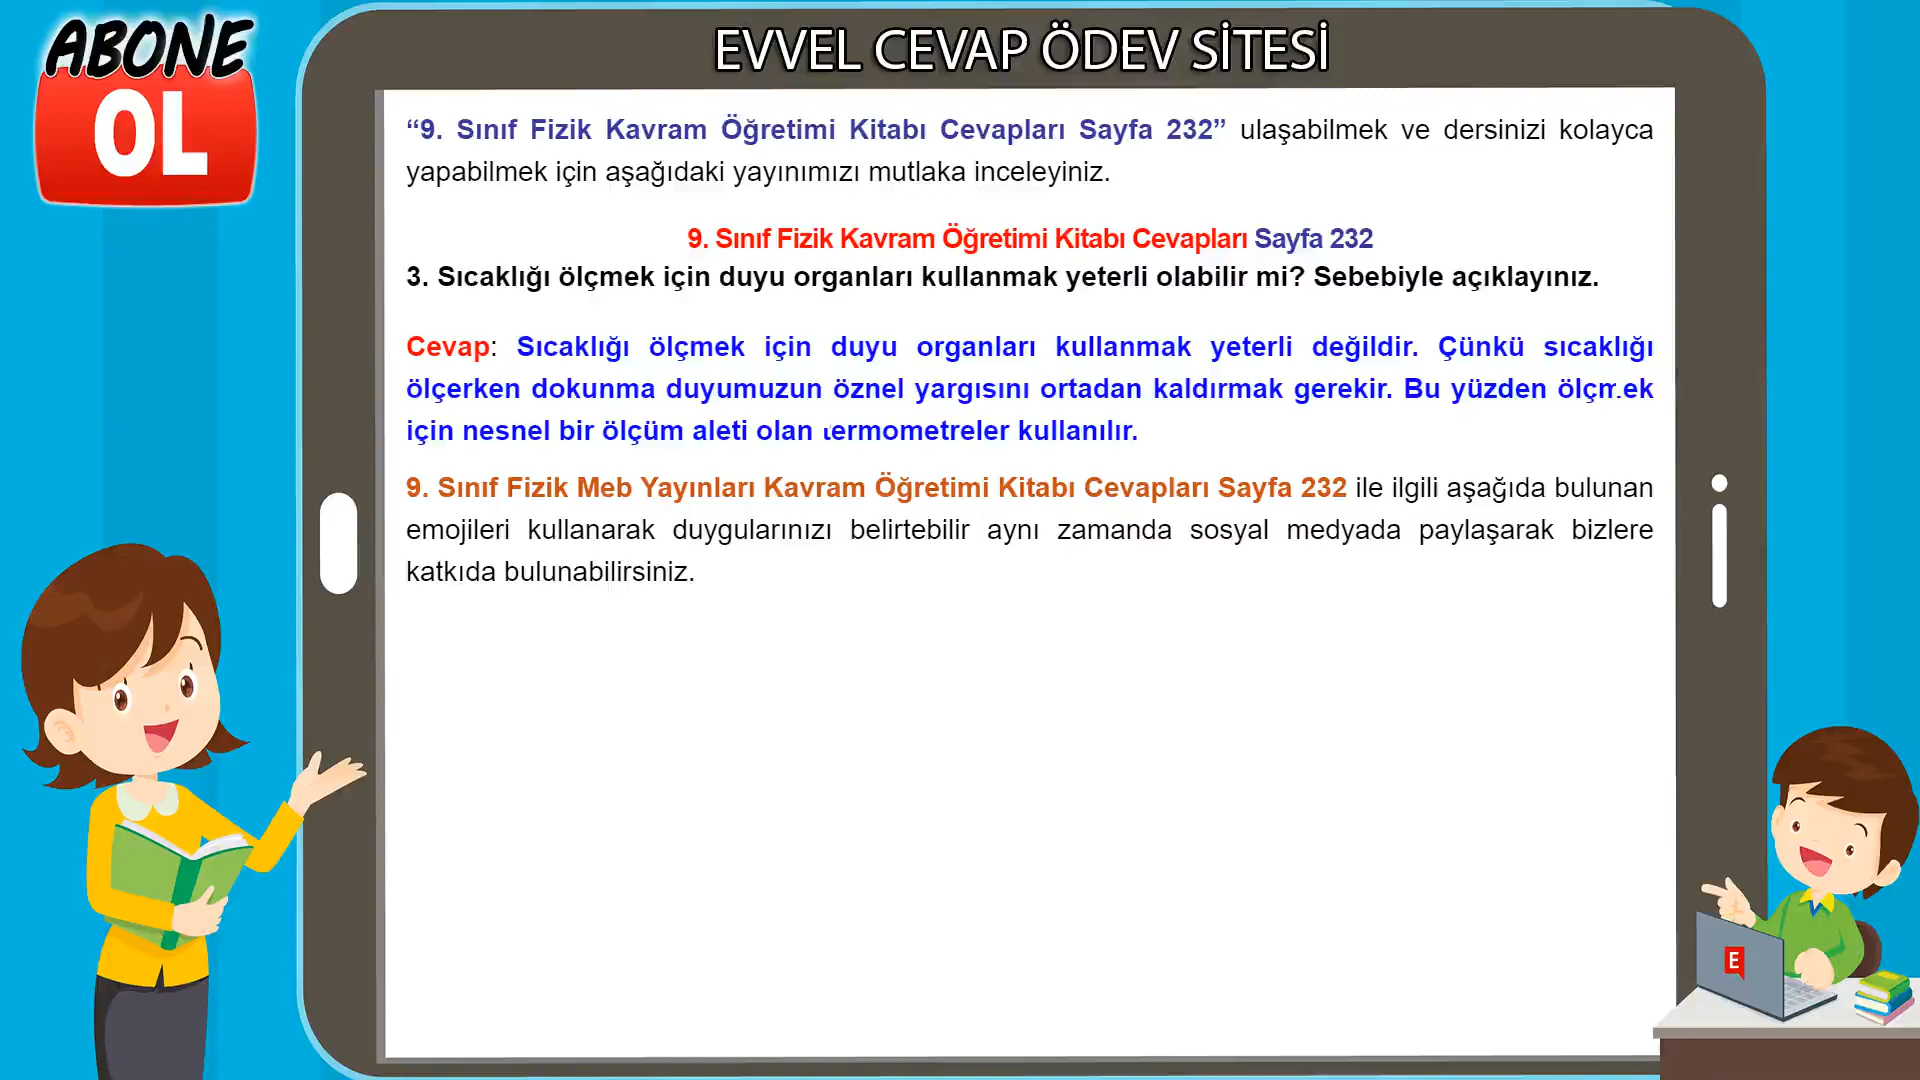 ABONE
OL
EVVEL CEVAP ÖDEV SİTESİ
“9. Sınıf Fizik Kavram Öğretimi Kitabı Cevapları Sayfa 232” ulaşabilmek ve dersinizi kolayca
yapabilmek için aşağıdaki yayınımızı mutlaka inceleyiniz.
9. Sınıf Fizik Kavram Öğretimi Kitabı Cevapları Sayfa 232
3. Sıcaklığı ölçmek için duyu organları kullanmak yeterli olabilir mi? Sebebiyle açıklayınız.
Cevap: Sıcaklığı ölçmek için duyu organları kullanmak yeterli değildir. Çünkü sıcaklığı
ölçerken dokunma duyumuzun öznel yargısını ortadan kaldırmak gerekir. Bu yüzden ölçmek
için nesnel bir ölçüm aleti olan termometreler kullanılır.
9. Sınıf Fizik Meb Yayınları Kavram Öğretimi Kitabı Cevapları Sayfa 232 ile ilgili aşağıda bulunan
emojileri kullanarak duygularınızı belirtebilir aynı zamanda sosyal medyada paylaşarak bizlere
katkıda bulunabilirsiniz.
E